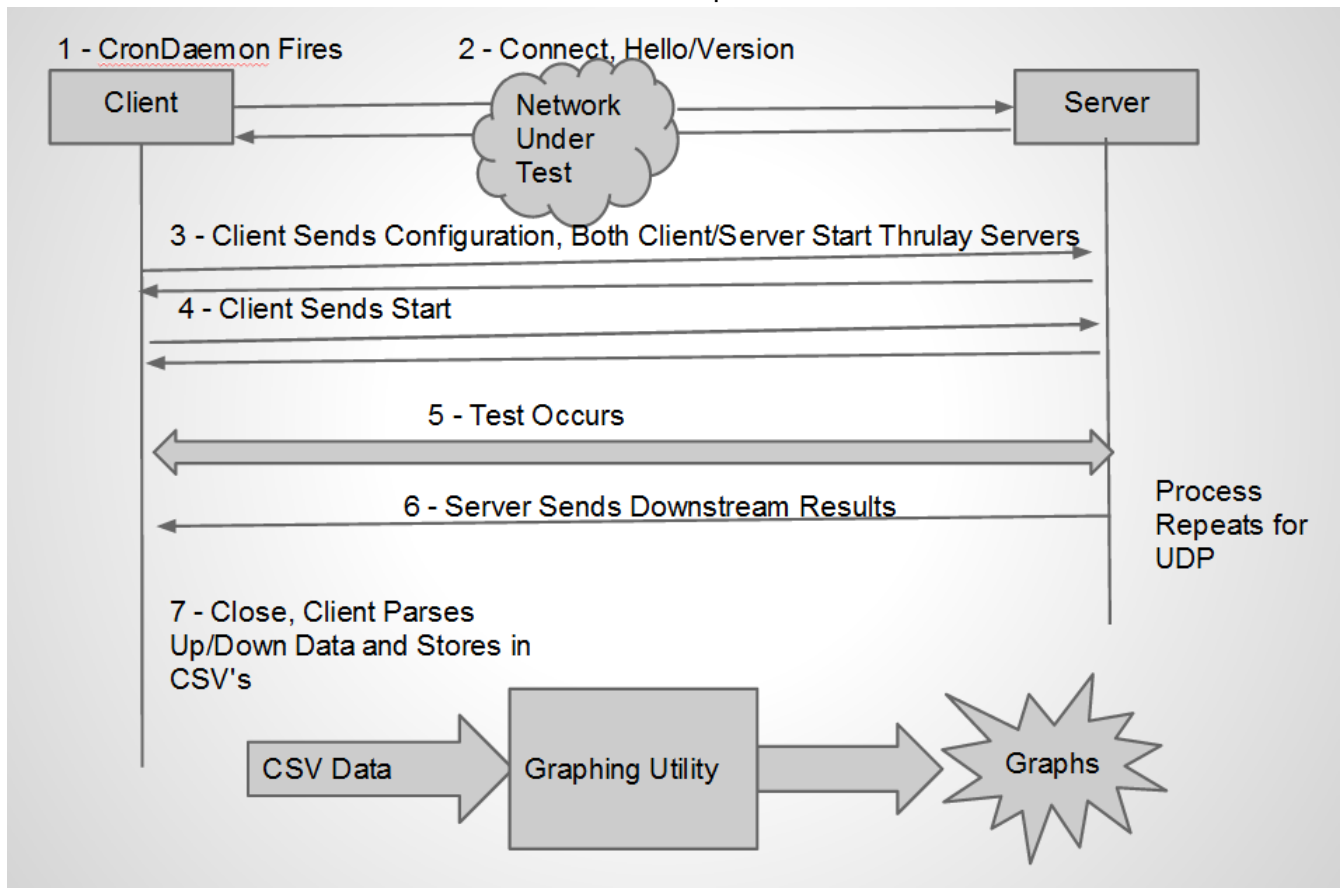 1 - CronDaemon Fires
2 - Connect, Hello/Version
Client
Network
Under
Test
Server
3 - Client Sends Configuration, Both Client/Server Start Thrulay Servers
4 - Client Sends Start
5 - Test Occurs
6 - Server Sends Downstream Results
Process
Repeats for
UDP
7 - Close, Client Parses
Up/Down Data and Stores in
CSV's
CSV Data
Graphing Utility
Graphs